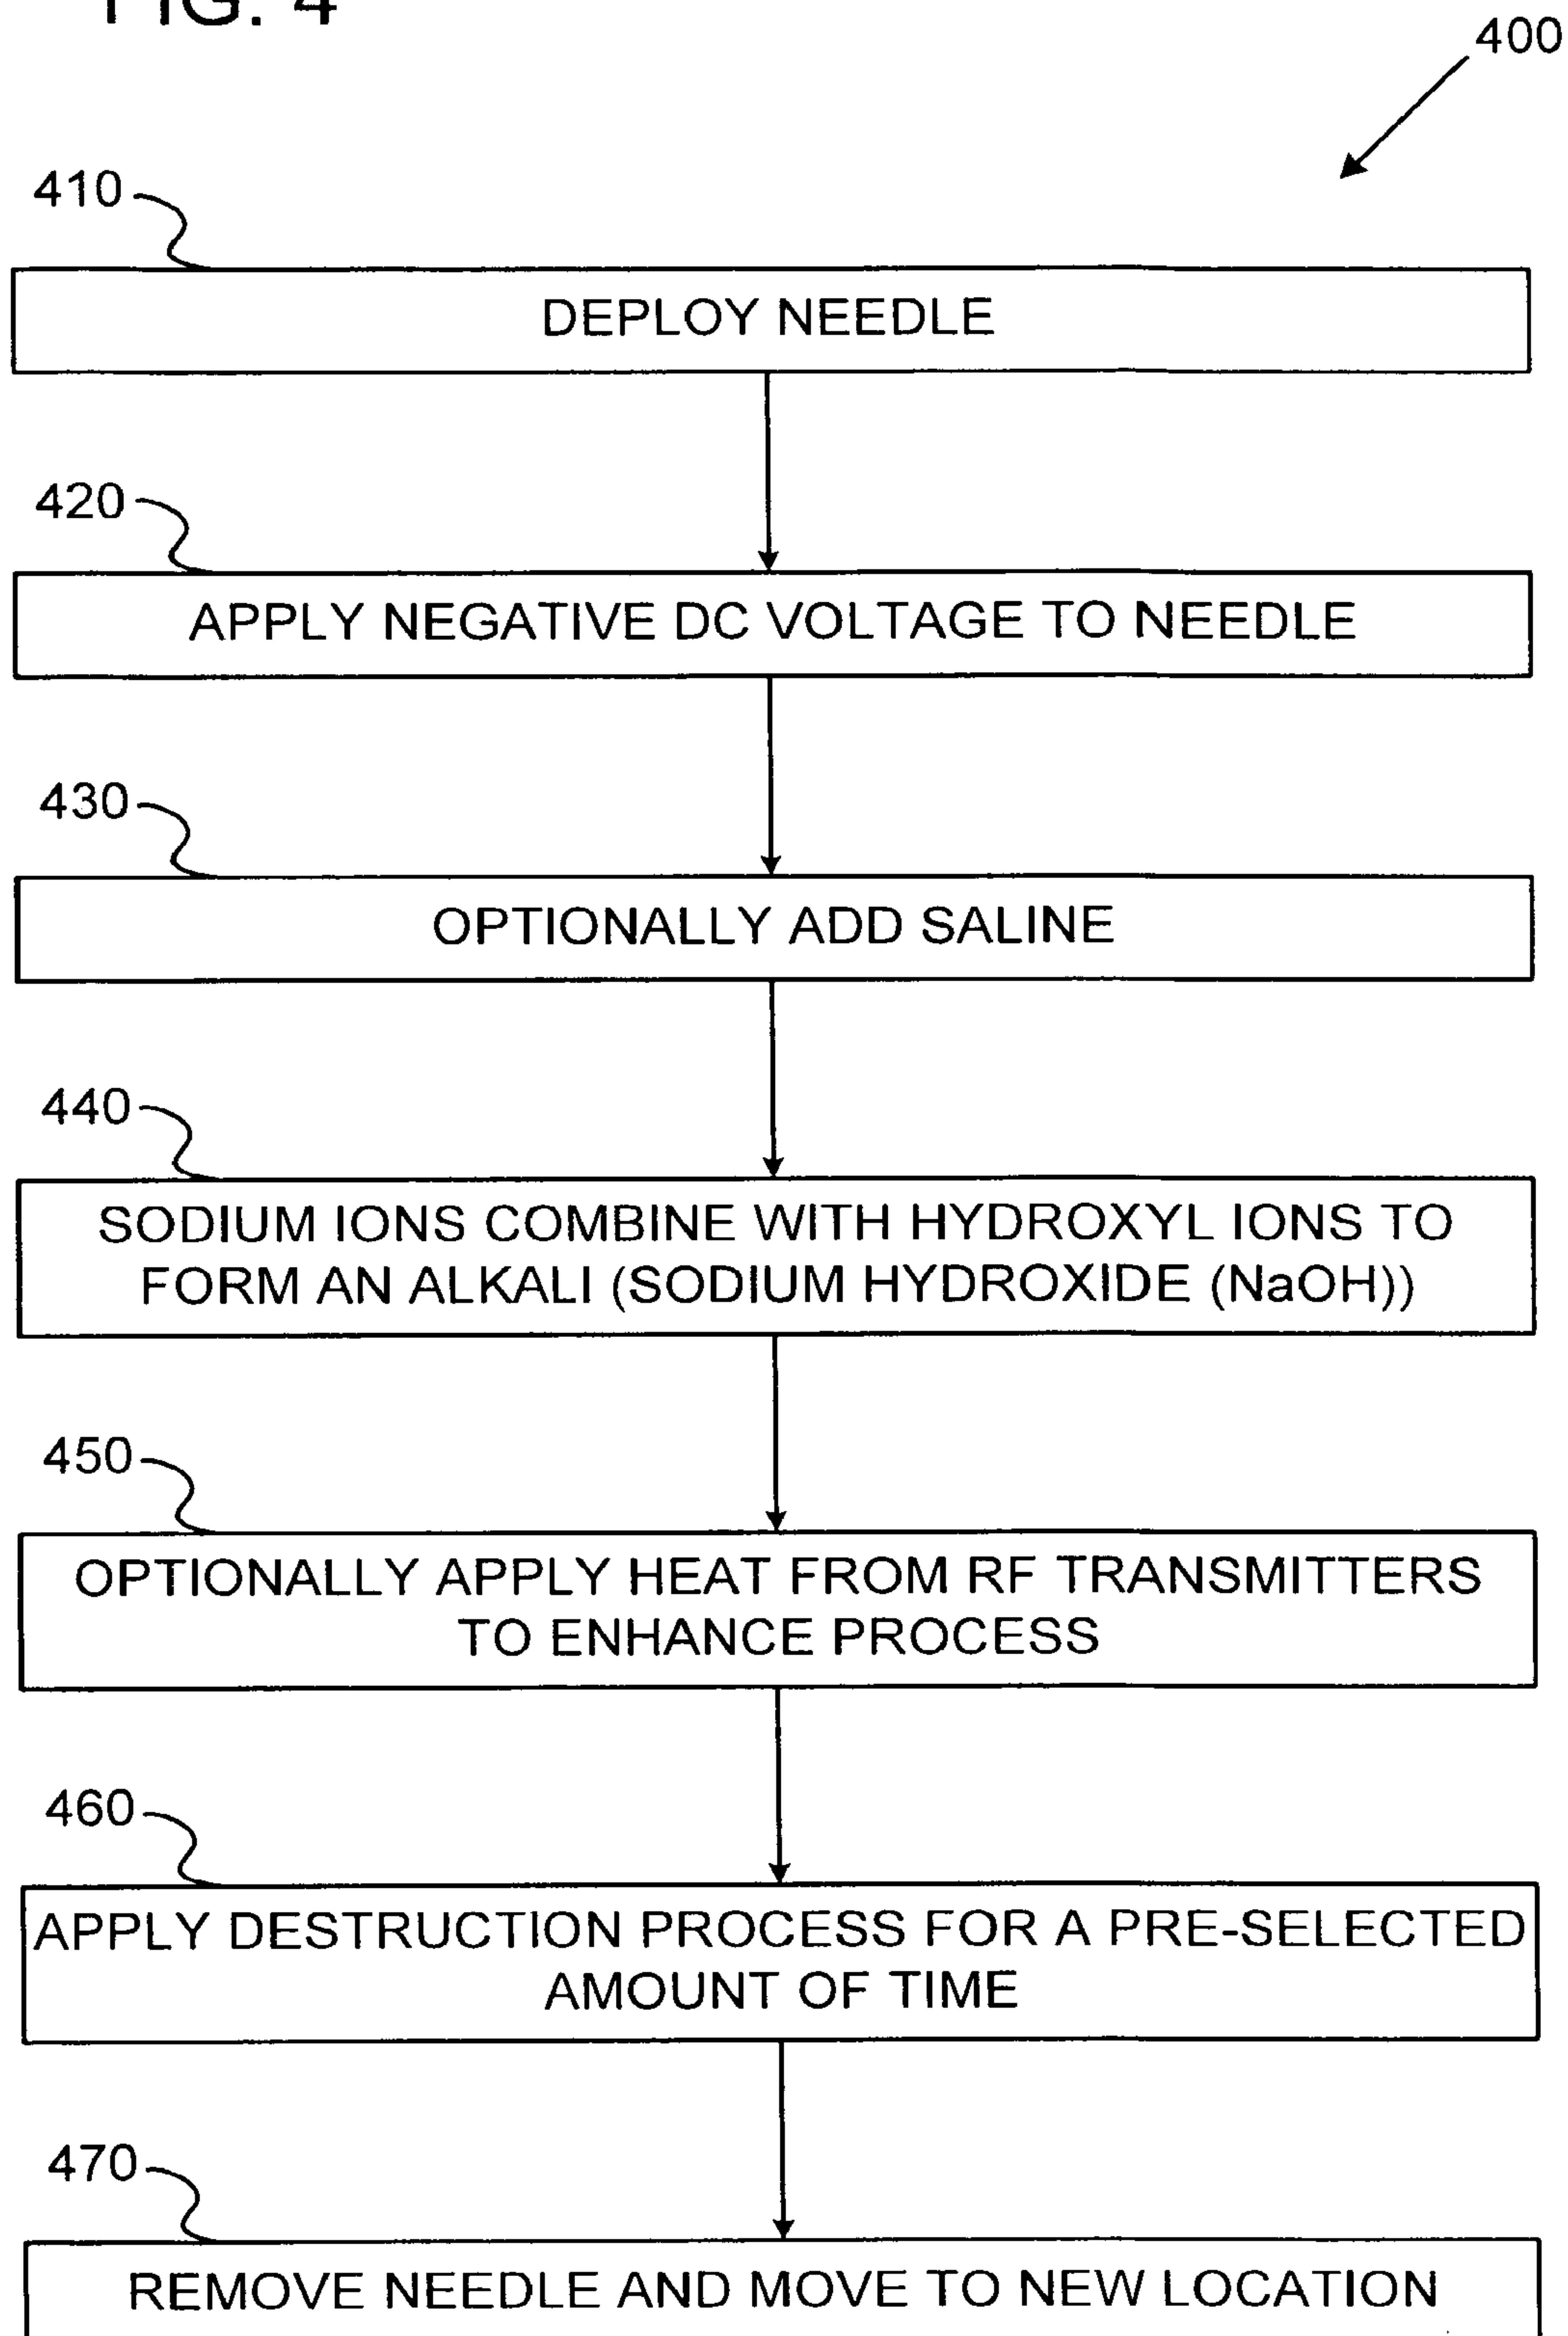 FIG. 4
400
410
DEPLOY NEEDLE
420
APPLY NEGATIVE DC VOLTAGE TO NEEDLE
430
OPTIONALLY ADD SALINE
440
SODIUM IONS COMBINE WITH HYDROXYL IONS TO
FORM AN ALKALI (SODIUM HYDROXIDE (NaOH))
450
OPTIONALLY APPLY HEAT FROM RF TRANSMITTERS
TO ENHANCE PROCESS
460
APPLY DESTRUCTION PROCESS FOR A PRE-SELECTED
AMOUNT OF TIME
470
REMOVE NEEDLE AND MOVE TO NEW LOCATION